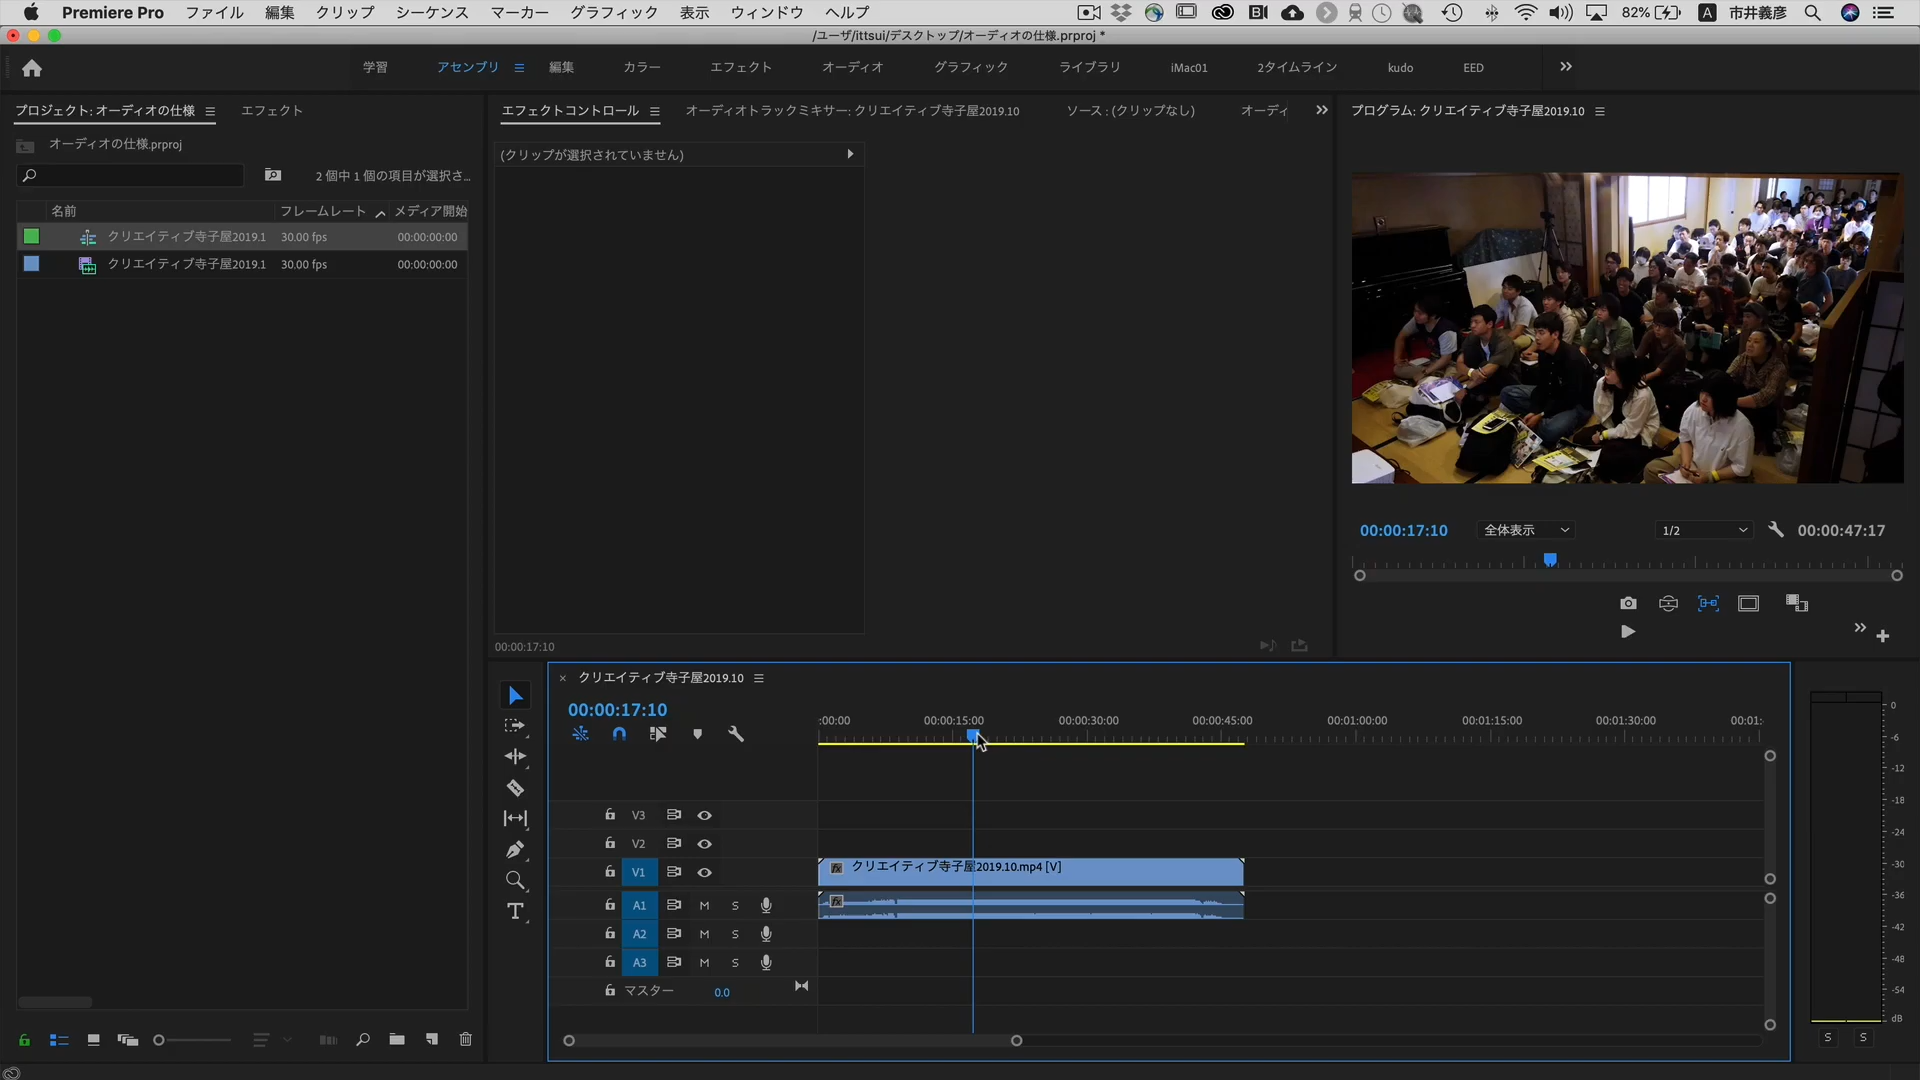 Premiere Pro ファイル 編集 クリップ シーケンス マーカー グラフィック 表示 ウィンドウ ヘルプ 82% A 市井義彦
/ユーザ/ittsui/デスクトップ/オーディオの仕様.prproj *
学習 アセンブリ 編集 カラー エフェクト オーディオ グラフィック ライブラリ iMac01 2タイムライン kudo EED
プロジェクト: オーディオの仕様 エフェクト
オーディオの仕様.prproj
2 個中 1 個の項目が選択さ...
名前 フレームレート メディア開始
クリエイティブ寺子屋2019.1 30.00 fps 00:00:00:00
クリエイティブ寺子屋2019.1 30.00 fps 00:00:00:00
エフェクトコントロール オーディオトラックミキサー: クリエイティブ寺子屋2019.10 ソース : (クリップなし) オーディ
(クリップが選択されていません)
00:00:17:10
プログラム: クリエイティブ寺子屋2019.10
00:00:17:10 全体表示 1/2 00:00:47:17
× クリエイティブ寺子屋2019.10
00:00:17:10
:00:00 00:00:15:00 00:00:30:00 00:00:45:00 00:01:00:00 00:01:15:00 00:01:30:00 00:01:
V3
V2
V1 fx クリエイティブ寺子屋2019.10.mp4 [V]
A1 M S fx
A2 M S
A3 M S
マスター 0.0
0
-6
-12
-18
-24
-30
-36
-42
-48
-54
dB
S S